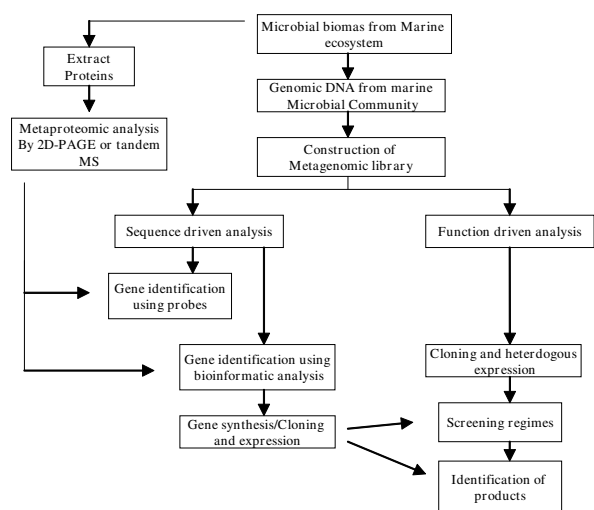 Microbial biomas from Marine
ecosystem
Extract
Proteins
Genomic DNA from marine
Microbial Community
Metaproteomic analysis
By 2D-PAGE or tandem
MS
Construction of
Metagenomic library
Sequence driven analysis
Function driven analysis
Gene identification
using probes
Gene identification using
bioinformatic analysis
Cloning and heterdogous
expression
Gene synthesis/Cloning
and expression
Screening regimes
Identification of
products